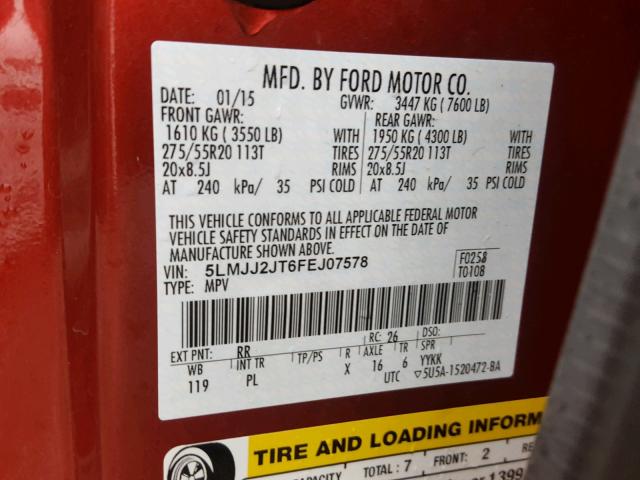 MFD. BY FORD MOTOR CO.
DATE: 01/15 GVWR: 3447 KG ( 7600 LB)
FRONT GAWR: REAR GAWR:
1610 KG ( 3550 LB) WITH 1950 KG ( 4300 LB) WITH
275/55R20 113T TIRES 275/55R20 113T TIRES
20x8.5J RIMS 20x8.5J RIMS
AT 240 kPa/ 35 PSI COLD AT 240 kPa/ 35 PSI COLD
THIS VEHICLE CONFORMS TO ALL APPLICABLE FEDERAL MOTOR
VEHICLE SAFETY STANDARDS IN EFFECT ON THE DATE OF
MANUFACTURE SHOWN ABOVE.
VIN: 5LMJJ2JT6FEJ07578 F0258
TYPE: MPV T0108
EXT PNT: RR RC: 26 DSO:
WB INT TR TP/PS R AXLE TR SPR YYKK
119 PL X 16 6 UTC ▽5U5A-1520472-BA
TIRE AND LOADING INFORM
CAPACITY TOTAL: 7 FRONT: 2
1399